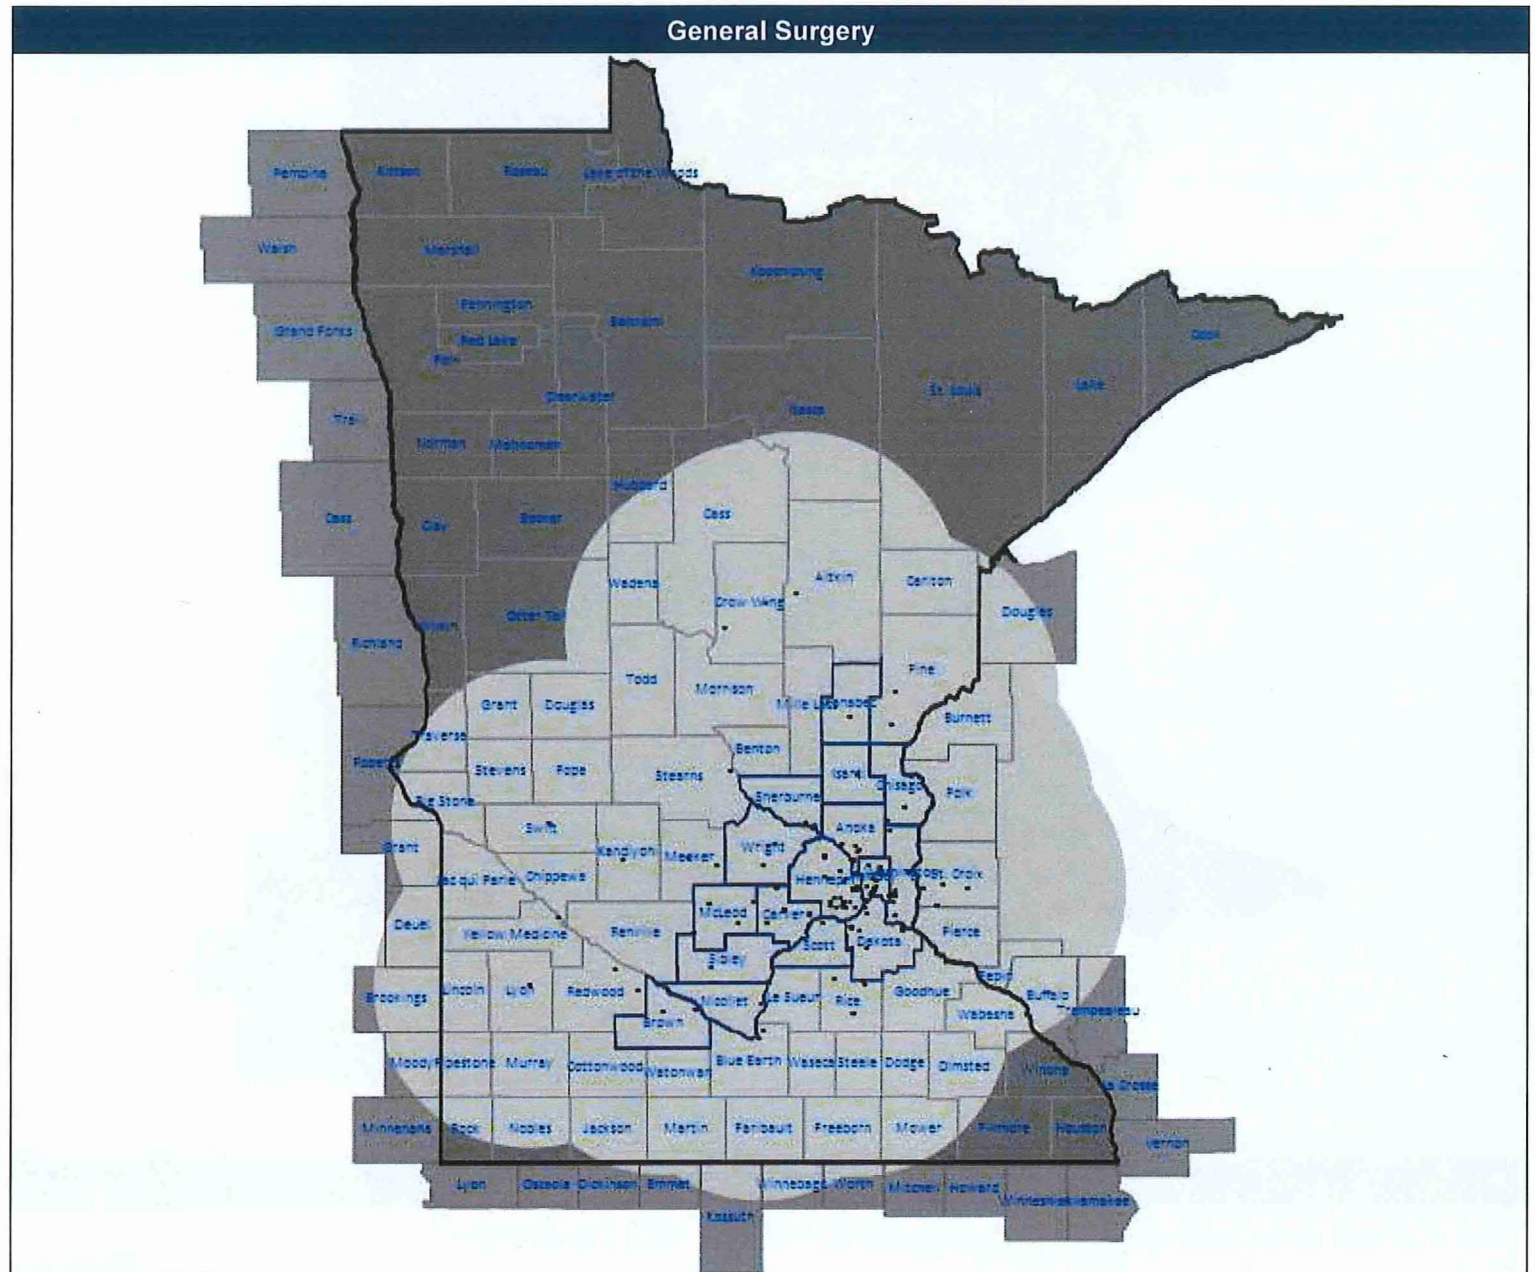 General Surgery
Pembina
Kittson
Roseau
Lake of the Woods
Walsh
Marshall
Koochiching
Pennington
Beltrami
Grand Forks
Red Lake
Polk
Cook
Clearwater
St. Louis
Lake
Itasca
Norman
Mahnomen
Hubbard
Cass
Cass
Clay
Becker
Wadena
Crow Wing
Aitkin
Carlton
Douglas
Otter Tail
Wilkin
Richland
Pine
Todd
Morrison
Mille Lacs
Kanabec
Burnett
Grant
Douglas
Traverse
Benton
Stevens
Pope
Stearns
Isanti
Chisago
Polk
Big Stone
Sherburne
Swift
Anoka
Grant
Kandiyohi
Meeker
Wright
Lac qui Parle
Chippewa
Hennepin
St. Croix
McLeod
Carver
Deuel
Yellow Medicine
Renville
Scott
Dakota
Pierce
Sibley
Pepin
Brookings
Lincoln
Lyon
Redwood
Nicollet
Le Sueur
Rice
Goodhue
Buffalo
Wabasha
Trempealeau
Brown
Moody
Pipestone
Murray
Cottonwood
Watonwan
Blue Earth
Waseca
Steele
Dodge
Olmsted
Winona
La Crosse
Minnehaha
Rock
Nobles
Jackson
Martin
Faribault
Freeborn
Mower
Fillmore
Houston
Vernon
Lyon
Osceola
Dickinson
Emmet
Winnebago
Worth
Mitchell
Howard
Kossuth